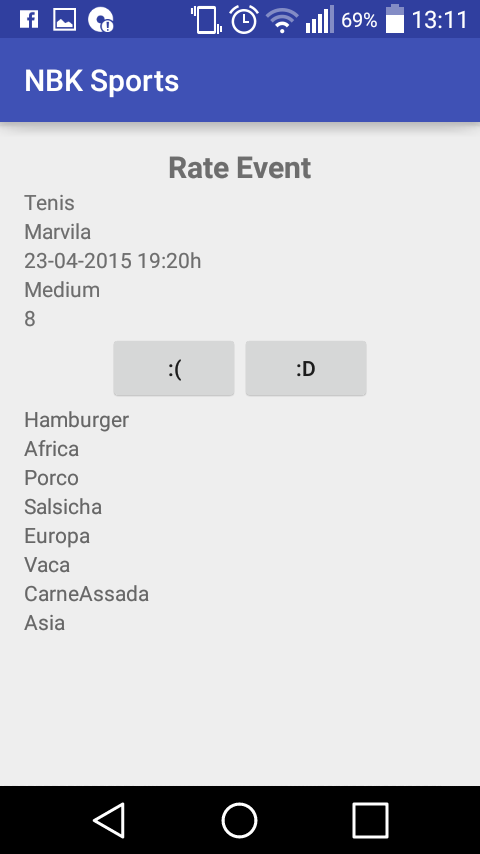 69% 13:11
NBK Sports
Rate Event
Tenis
Marvila
23-04-2015 19:20h
Medium
8
:( :D
Hamburger
Africa
Porco
Salsicha
Europa
Vaca
CarneAssada
Asia